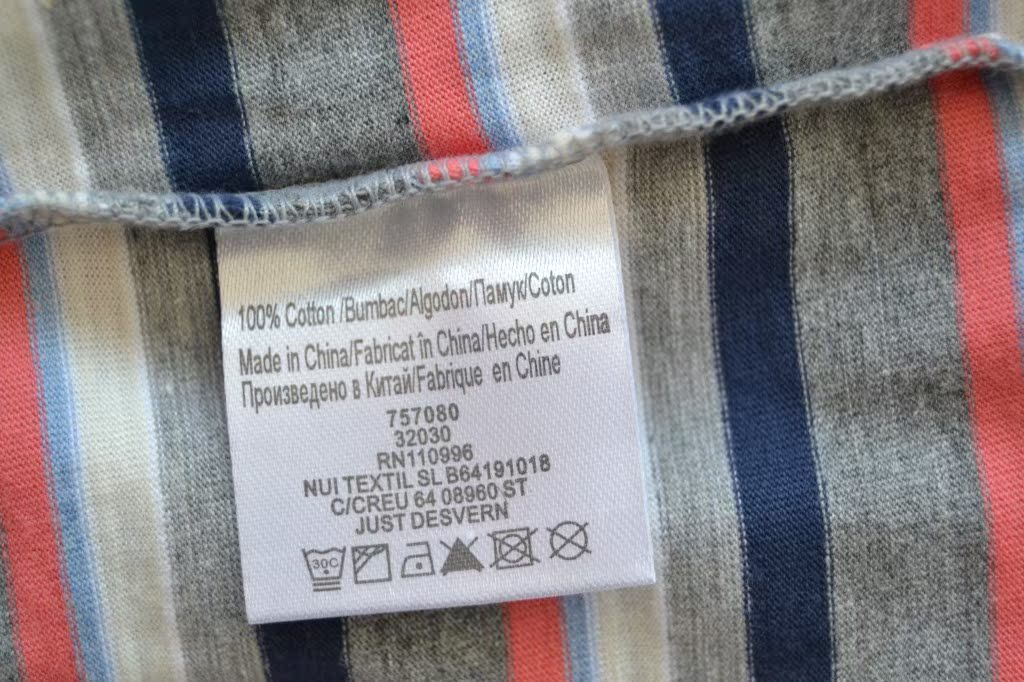 100% Cotton /Bumbac/Algodon/Памук/Coton
Made in China/Fabricat în China/Hecho en China
Произведено в Китай/Fabrique en Chine
757080
32030
RN110996
NUI TEXTIL SL B64191018
C/CREU 64 08960 ST
JUST DESVERN
30C